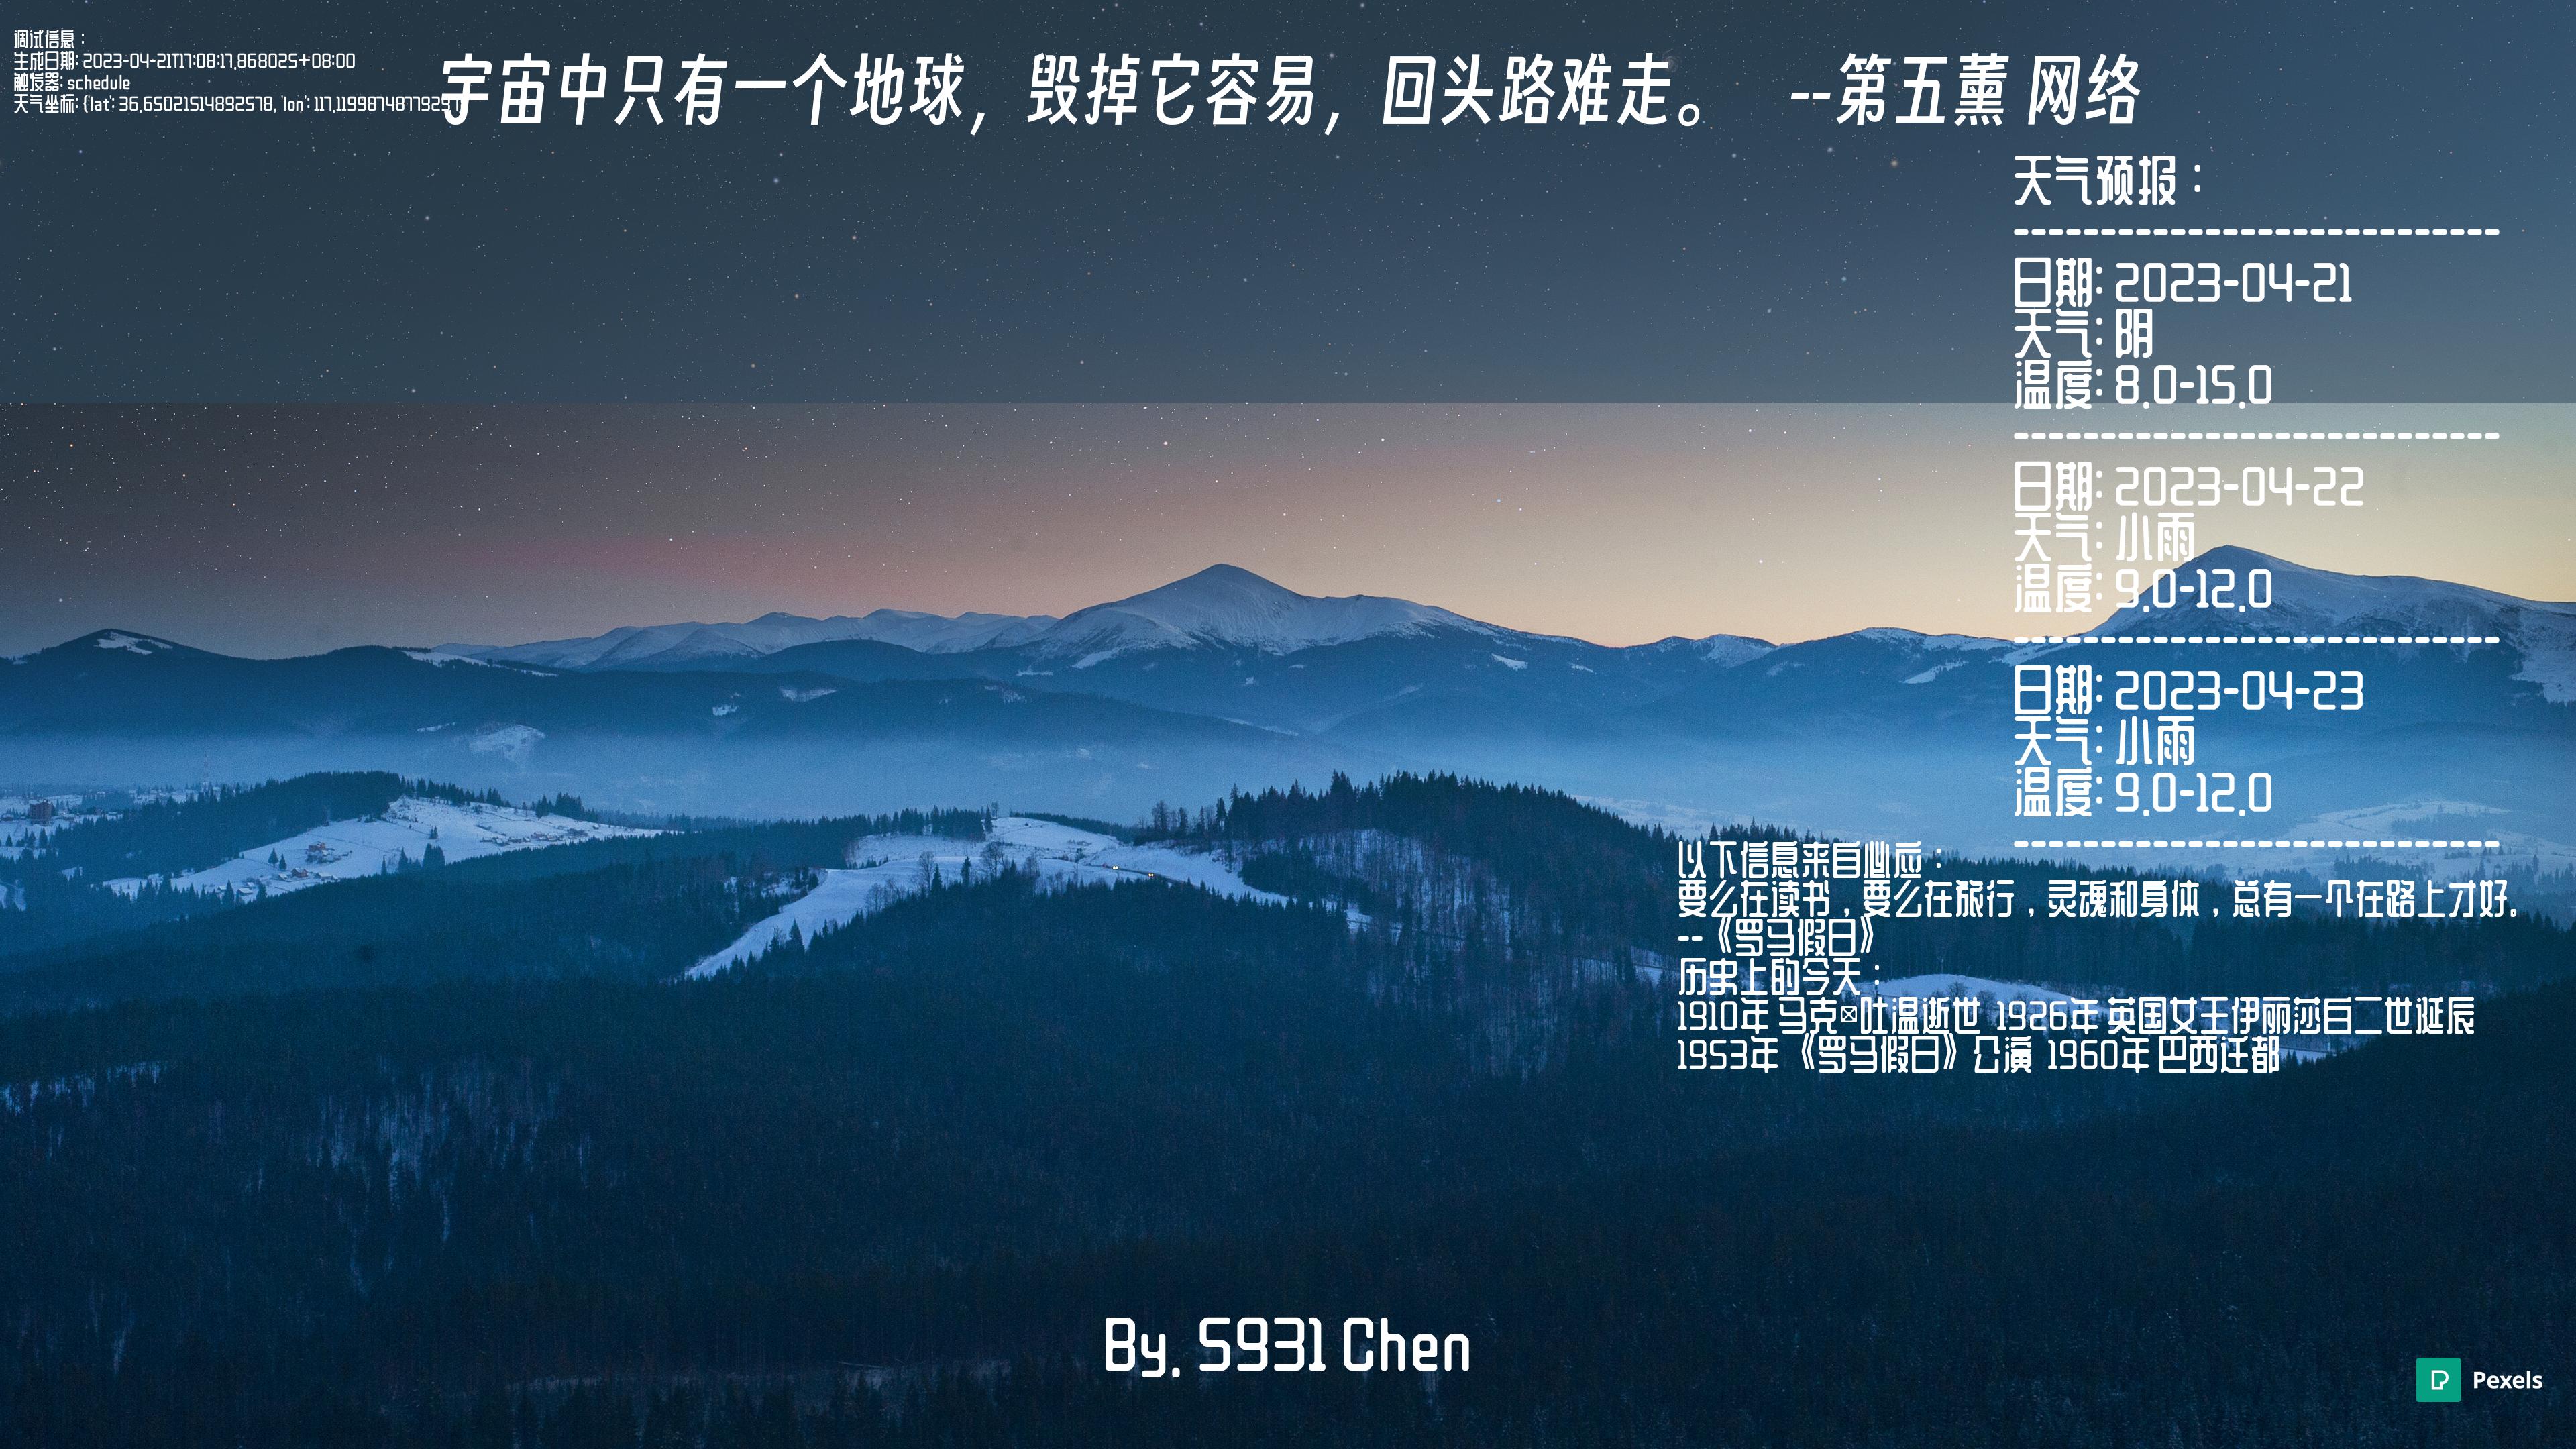 调试信息：
生成日期: 2023-04-21T17:08:17.868025+08:00
触发器: schedule
天气坐标: {'lat': 36.65021514892578, 'lon': 117.11998748779297}
宇宙中只有一个地球，毁掉它容易，回头路难走。 --第五薰 网络
天气预报：
----------------------------
日期: 2023-04-21
天气: 阴
温度: 8.0-15.0
----------------------------
日期: 2023-04-22
天气: 小雨
温度: 9.0-12.0
----------------------------
日期: 2023-04-23
天气: 小雨
温度: 9.0-12.0
----------------------------
以下信息来自必应：
要么在读书，要么在旅行，灵魂和身体，总有一个在路上才好。
--《罗马假日》
历史上的今天：
1910年 马克☒吐温逝世 1926年 英国女王伊丽莎白二世诞辰
1953年 《罗马假日》公演 1960年 巴西迁都
By. 5931 Chen
Pexels